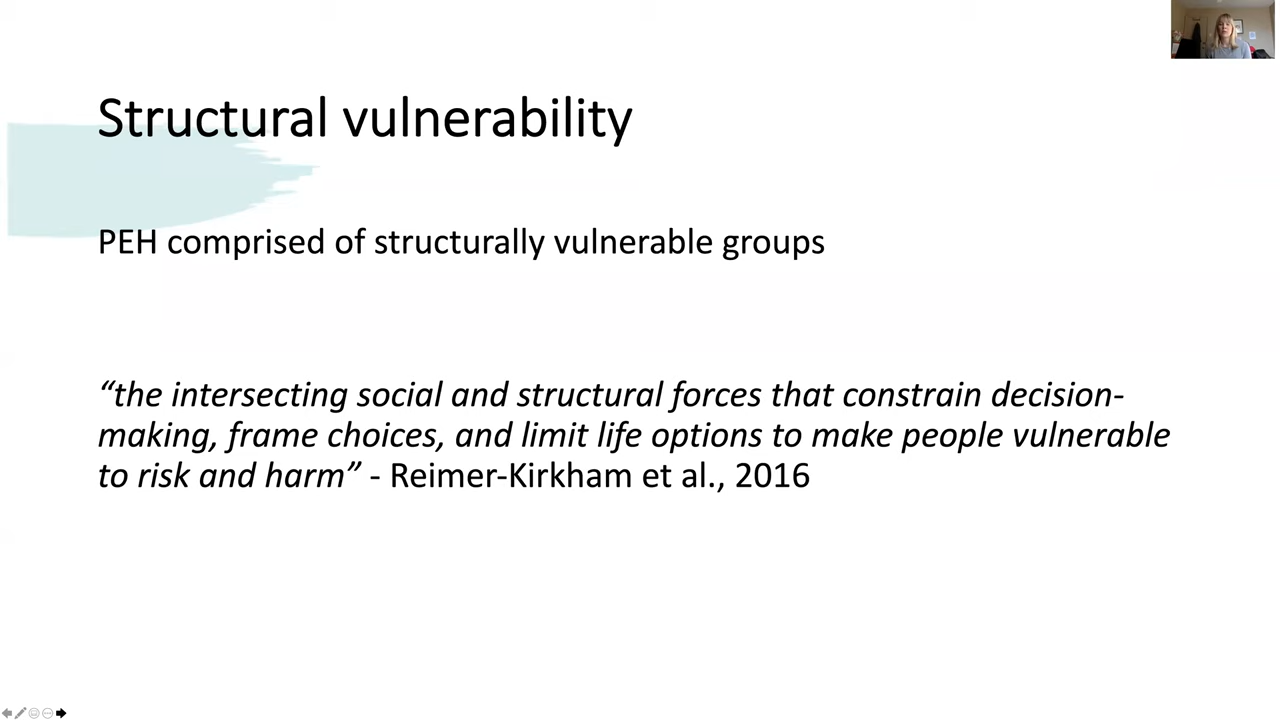 Structural vulnerability
PEH comprised of structurally vulnerable groups
“the intersecting social and structural forces that constrain decision-
making, frame choices, and limit life options to make people vulnerable
to risk and harm” - Reimer-Kirkham et al., 2016